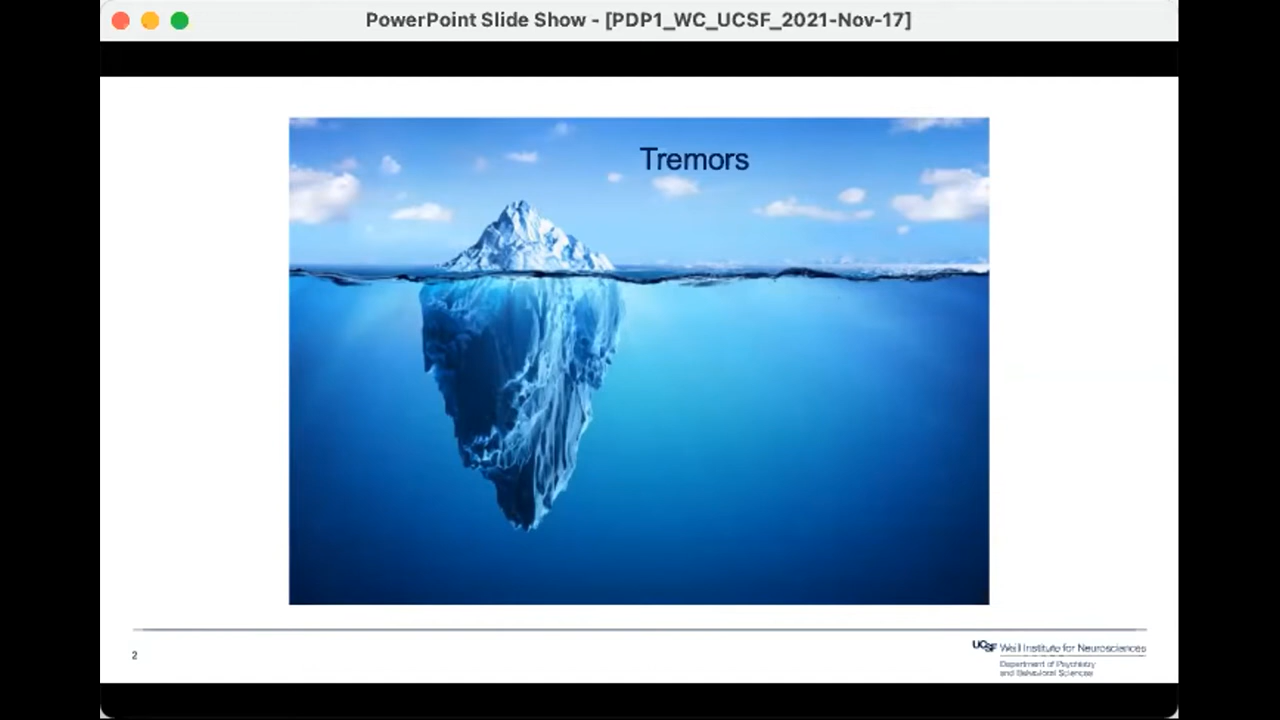 PowerPoint Slide Show - [PDP1_WC_UCSF_2021-Nov-17]
Tremors
2
UCSF Weill Institute for Neurosciences
Department of Psychiatry
and Behavioral Sciences